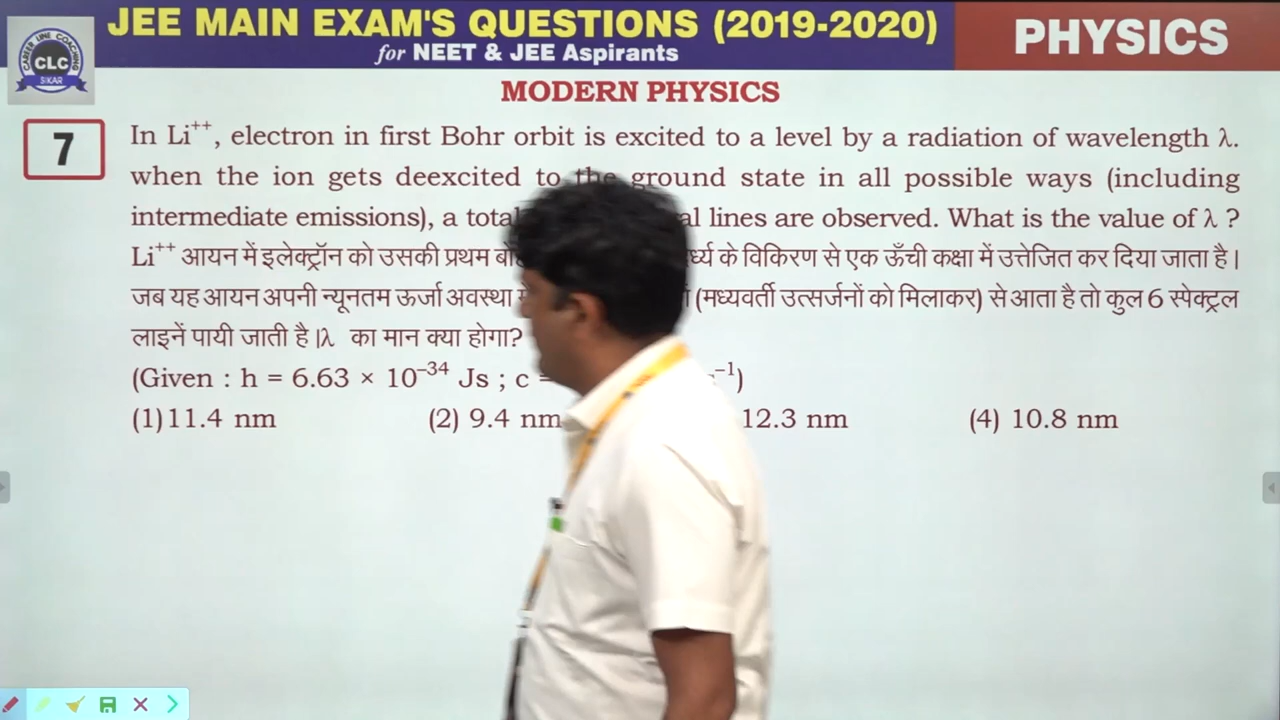 JEE MAIN EXAM'S QUESTIONS (2019-2020)
for NEET & JEE Aspirants
PHYSICS
CAREER LINE COACHING
CLC
SIKAR
MODERN PHYSICS
7
In Li⁺⁺, electron in first Bohr orbit is excited to a level by a radiation of wavelength λ.
when the ion gets deexcited to the ground state in all possible ways (including
intermediate emissions), a total al lines are observed. What is the value of λ ?
Li⁺⁺ आयन में इलेक्ट्रॉन को उसकी प्रथम के विकिरण से एक ऊँची कक्षा में उत्तेजित कर दिया जाता है।
जब यह आयन अपनी न्यूनतम ऊर्जा अवस्था (मध्यवर्ती उत्सर्जनों को मिलाकर) से आता है तो कुल 6 स्पेक्ट्रल
लाइनें पायी जाती है।λ का मान क्या होगा?
(Given : h = 6.63 × 10⁻³⁴ Js ; c = ⁻¹)
(1) 11.4 nm (2) 9.4 nm 12.3 nm (4) 10.8 nm